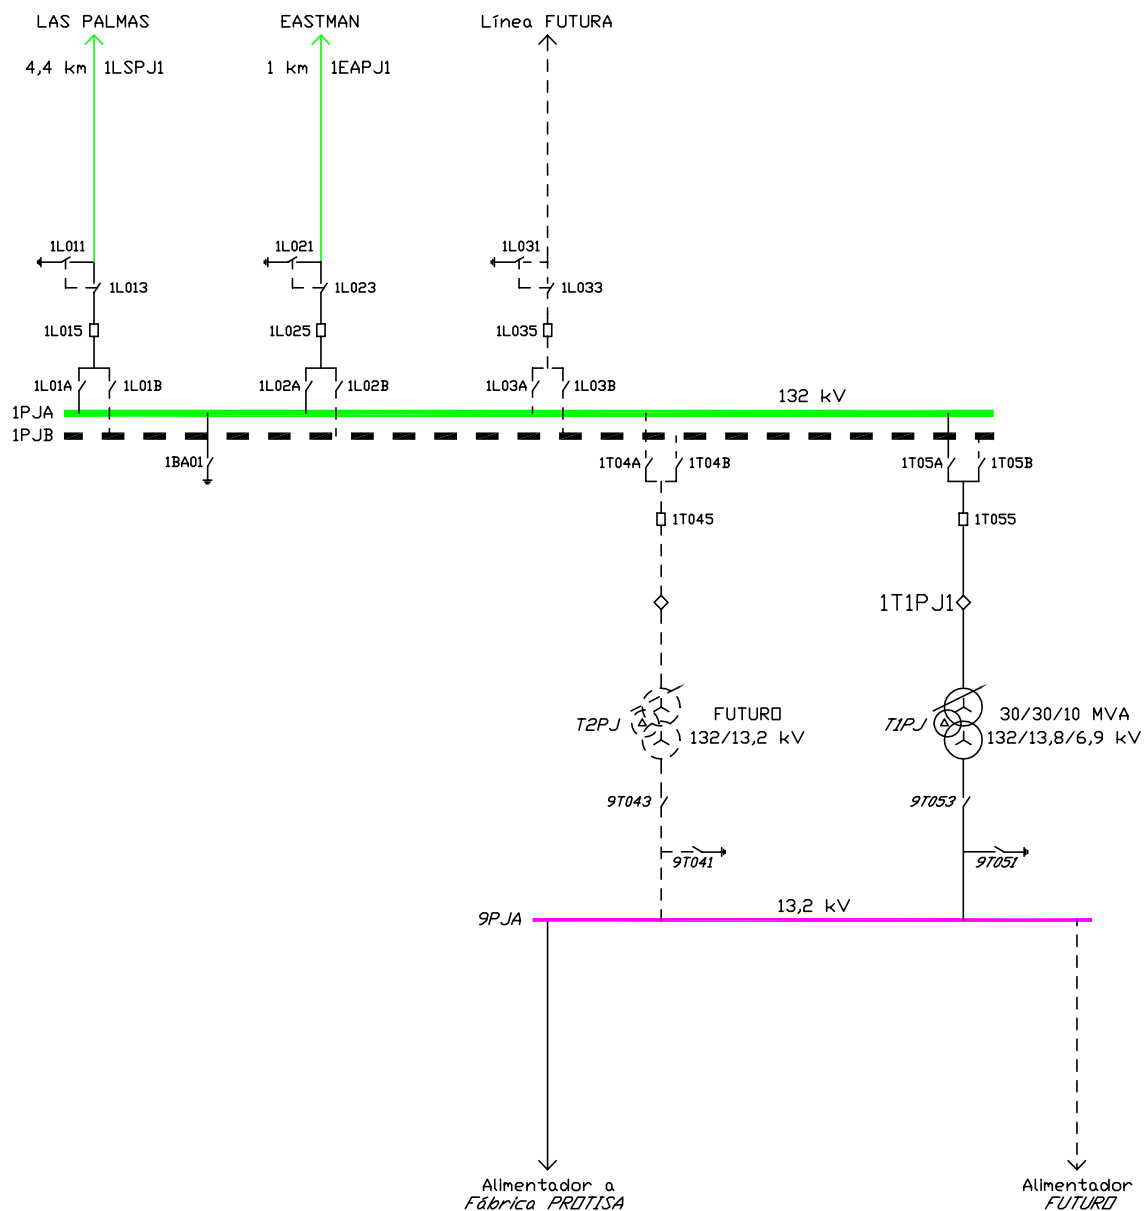 LAS PALMAS
EASTMAN
Línea FUTURA
4,4 km
1LSPJ1
1 km
1EAPJ1
1L011
1L021
1L031
1L013
1L023
1L033
1L015
1L025
1L035
1L01A
1L01B
1L02A
1L02B
1L03A
1L03B
132 kV
1PJA
1PJB
1BA01
1T04A
1T04B
1T05A
1T05B
1T045
1T055
1T1PJ1
T2PJ
FUTURO
132/13,2 kV
T1PJ
30/30/10 MVA
132/13,8/6,9 kV
9T043
9T053
9T041
9T051
13,2 kV
9PJA
Alimentador a
Fábrica PROTISA
Alimentador
FUTURO